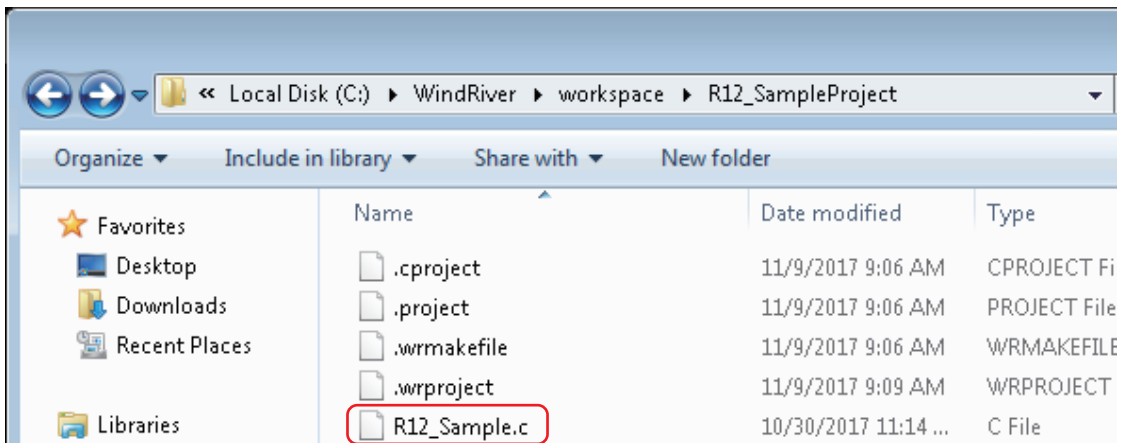 « Local Disk (C:) ▸ WindRiver ▸ workspace ▸ R12_SampleProject
Organize Include in library Share with New folder
Name Date modified Type
Favorites
Desktop
Downloads
Recent Places
Libraries
.cproject 11/9/2017 9:06 AM CPROJECT Fi
.project 11/9/2017 9:06 AM PROJECT File
.wrmakefile 11/9/2017 9:06 AM WRMAKEFILE
.wrproject 11/9/2017 9:09 AM WRPROJECT
R12_Sample.c 10/30/2017 11:14 ... C File